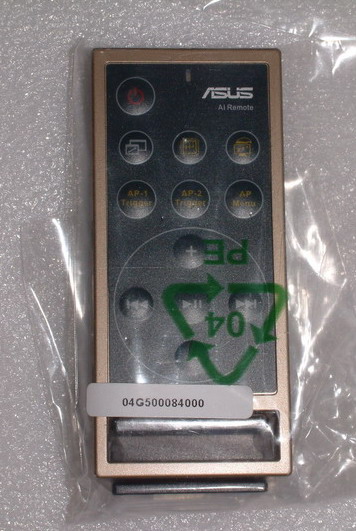 ASUS
AI Remote
AP-1
Trigger
AP-2
Trigger
AP
Menu
PE
04
04G500084000